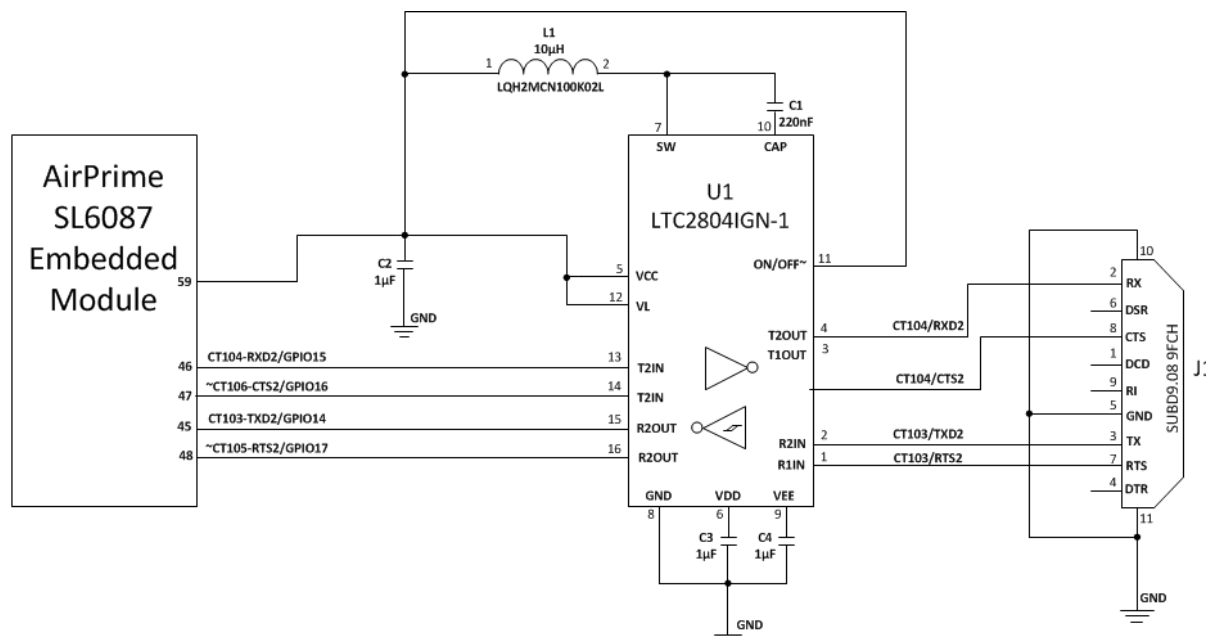 L1
10µH
1
2
LQH2MCN100K02L
C1
220nF
7
10
SW
CAP
AirPrime
SL6087
Embedded
Module
59
C2
1µF
GND
U1
LTC2804IGN-1
5
VCC
12
VL
ON/OFF~
11
10
2
RX
6
DSR
8
CTS
1
DCD
9
RI
5
GND
3
TX
7
RTS
4
DTR
11
SUBD9.08 9FCH
J1
GND
T2OUT
4
CT104/RXD2
T1OUT
3
CT104/CTS2
46
CT104-RXD2/GPIO15
13
T2IN
47
~CT106-CTS2/GPIO16
14
T2IN
45
CT103-TXD2/GPIO14
15
R2OUT
48
~CT105-RTS2/GPIO17
16
R2OUT
R2IN
2
CT103/TXD2
R1IN
1
CT103/RTS2
GND
VDD
VEE
8
6
9
C3
1µF
C4
1µF
GND